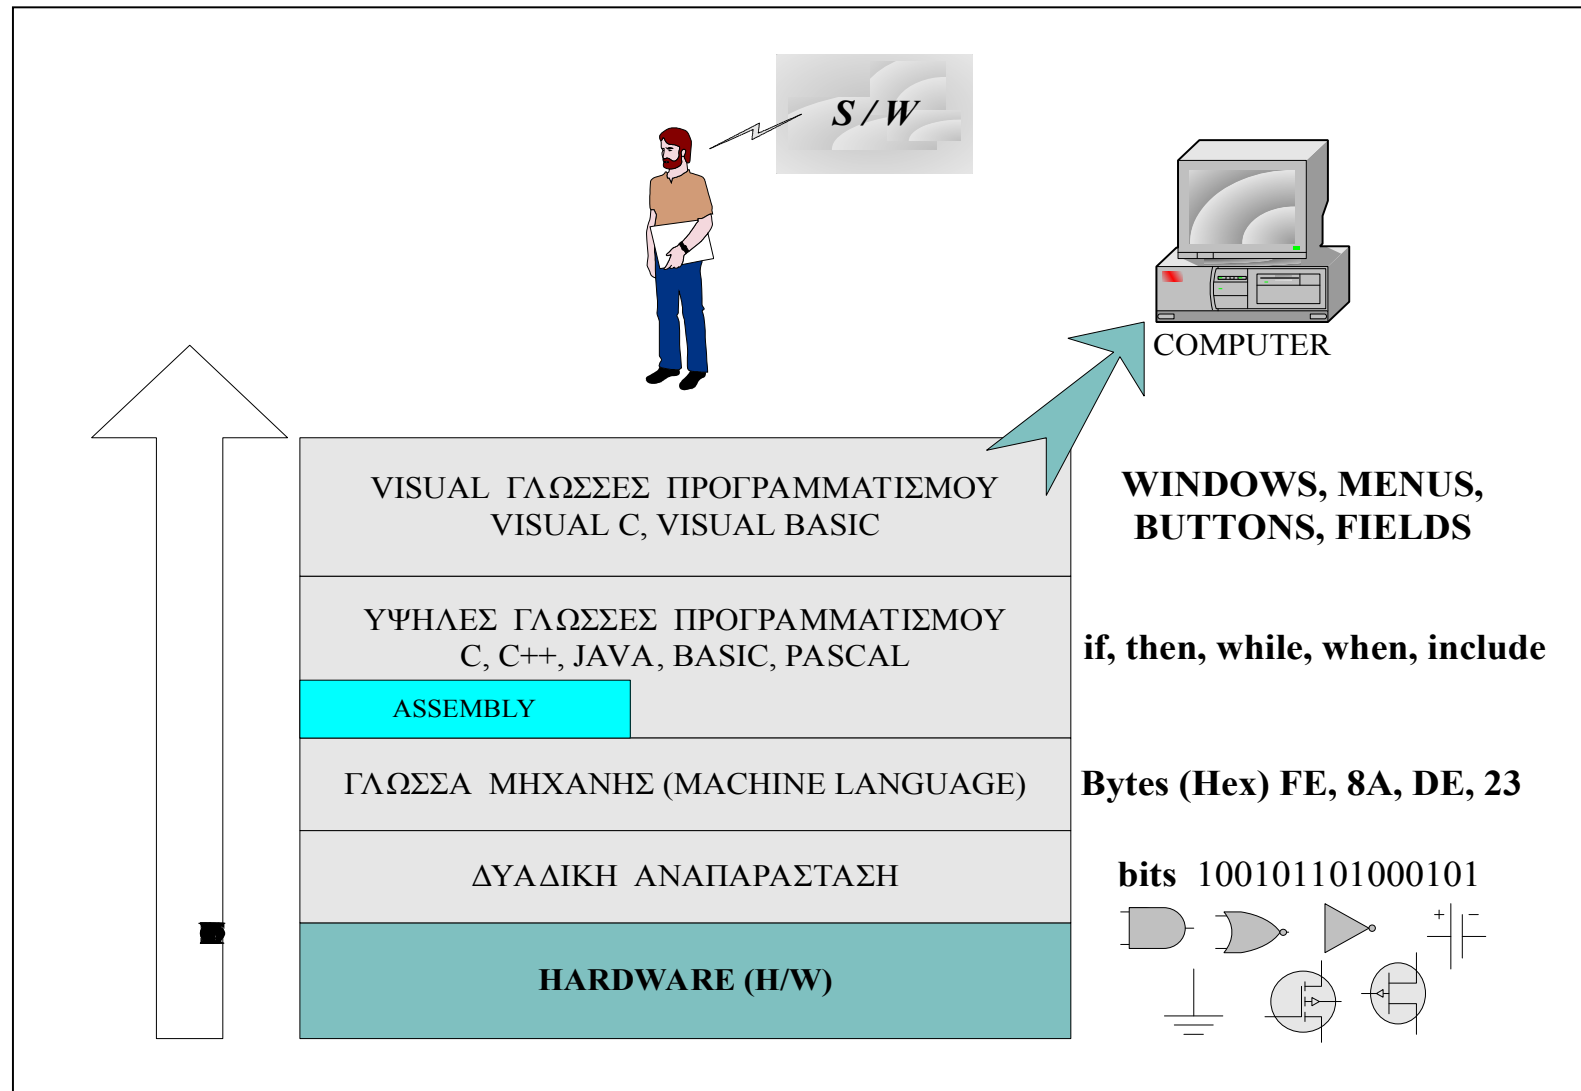 S / W
COMPUTER
VISUAL ΓΛΩΣΣΕΣ ΠΡΟΓΡΑΜΜΑΤΙΣΜΟΥ
VISUAL C, VISUAL BASIC
WINDOWS, MENUS,
BUTTONS, FIELDS
ΥΨΗΛΕΣ ΓΛΩΣΣΕΣ ΠΡΟΓΡΑΜΜΑΤΙΣΜΟΥ
C, C++, JAVA, BASIC, PASCAL
if, then, while, when, include
ASSEMBLY
ΓΛΩΣΣΑ ΜΗΧΑΝΗΣ (MACHINE LANGUAGE)
Bytes (Hex) FE, 8A, DE, 23
ΔΥΑΔΙΚΗ ΑΝΑΠΑΡΑΣΤΑΣΗ
bits 100101101000101
+ −
HARDWARE (H/W)